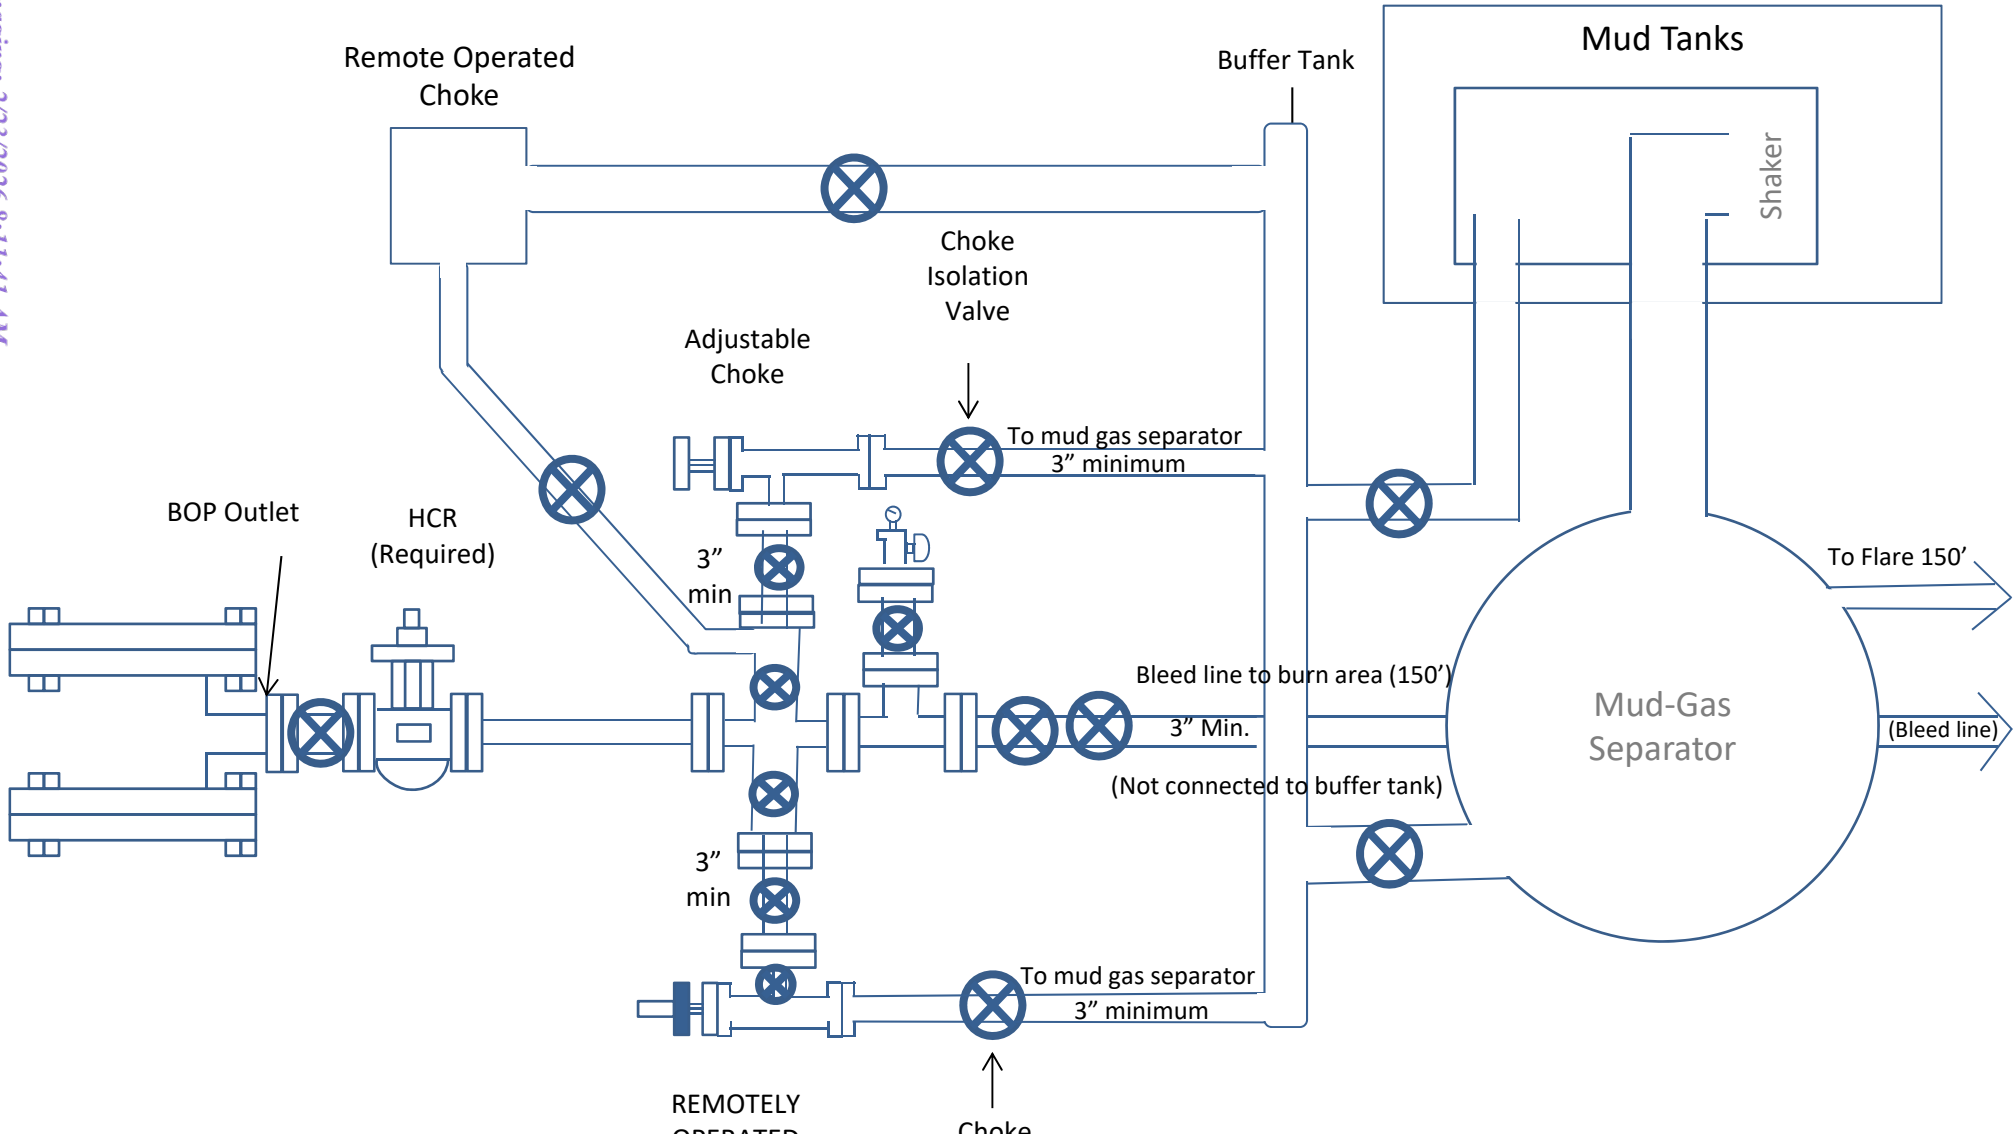 Mud Tanks
Remote Operated
Choke
Buffer Tank
Shaker
Choke
Isolation
Valve
Adjustable
Choke
To mud gas separator
3” minimum
BOP Outlet
HCR
(Required)
3”
min
To Flare 150’
Bleed line to burn area (150’)
3” Min.
(Not connected to buffer tank)
Mud-Gas
Separator
(Bleed line)
3”
min
To mud gas separator
3” minimum
REMOTELY
OPERATED
Choke